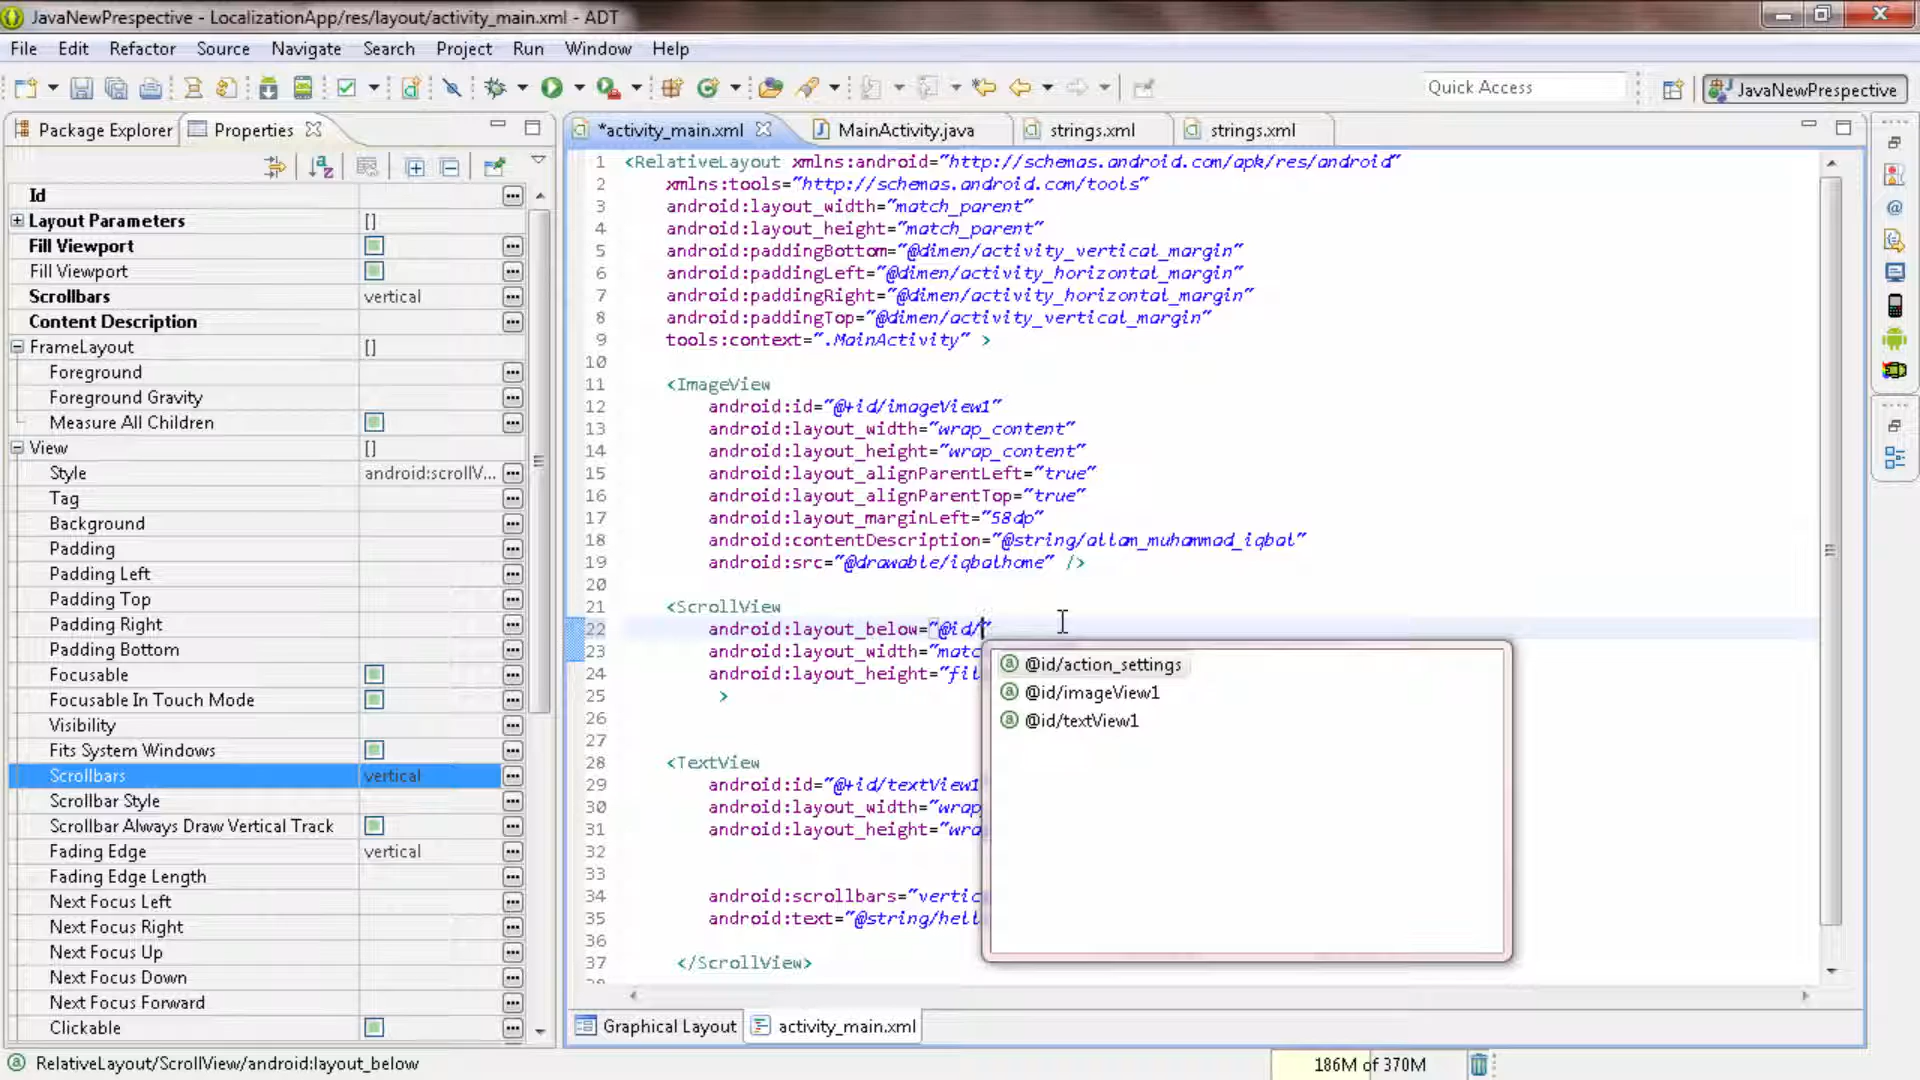 JavaNewPrespective - LocalizationApp/res/layout/activity_main.xml - ADT
File Edit Refactor Source Navigate Search Project Run Window Help
Quick Access
JavaNewPrespective
Package Explorer
Properties
*activity_main.xml
MainActivity.java
strings.xml
strings.xml
Id
Layout Parameters []
Fill Viewport
Fill Viewport
Scrollbars vertical
Content Description
FrameLayout []
Foreground
Foreground Gravity
Measure All Children
View []
Style android:scrollV...
Tag
Background
Padding
Padding Left
Padding Top
Padding Right
Padding Bottom
Focusable
Focusable In Touch Mode
Visibility
Fits System Windows
Scrollbars vertical
Scrollbar Style
Scrollbar Always Draw Vertical Track
Fading Edge vertical
Fading Edge Length
Next Focus Left
Next Focus Right
Next Focus Up
Next Focus Down
Next Focus Forward
Clickable
1 <RelativeLayout xmlns:android="http://schemas.android.com/apk/res/android"
2 xmlns:tools="http://schemas.android.com/tools"
3 android:layout_width="match_parent"
4 android:layout_height="match_parent"
5 android:paddingBottom="@dimen/activity_vertical_margin"
6 android:paddingLeft="@dimen/activity_horizontal_margin"
7 android:paddingRight="@dimen/activity_horizontal_margin"
8 android:paddingTop="@dimen/activity_vertical_margin"
9 tools:context=".MainActivity" >
10
11 <ImageView
12 android:id="@+id/imageView1"
13 android:layout_width="wrap_content"
14 android:layout_height="wrap_content"
15 android:layout_alignParentLeft="true"
16 android:layout_alignParentTop="true"
17 android:layout_marginLeft="58dp"
18 android:contentDescription="@string/allam_muhammad_iqbal"
19 android:src="@drawable/iqbalhome" />
20
21 <ScrollView
22 android:layout_below="@id/"
23 android:layout_width="matc
24 android:layout_height="fil
25 >
26
27
28 <TextView
29 android:id="@+id/textView1
30 android:layout_width="wrap
31 android:layout_height="wra
32
33
34 android:scrollbars="vertic
35 android:text="@string/hell
36
37 </ScrollView>
@id/action_settings
@id/imageView1
@id/textView1
Graphical Layout
activity_main.xml
RelativeLayout/ScrollView/android:layout_below
186M of 370M